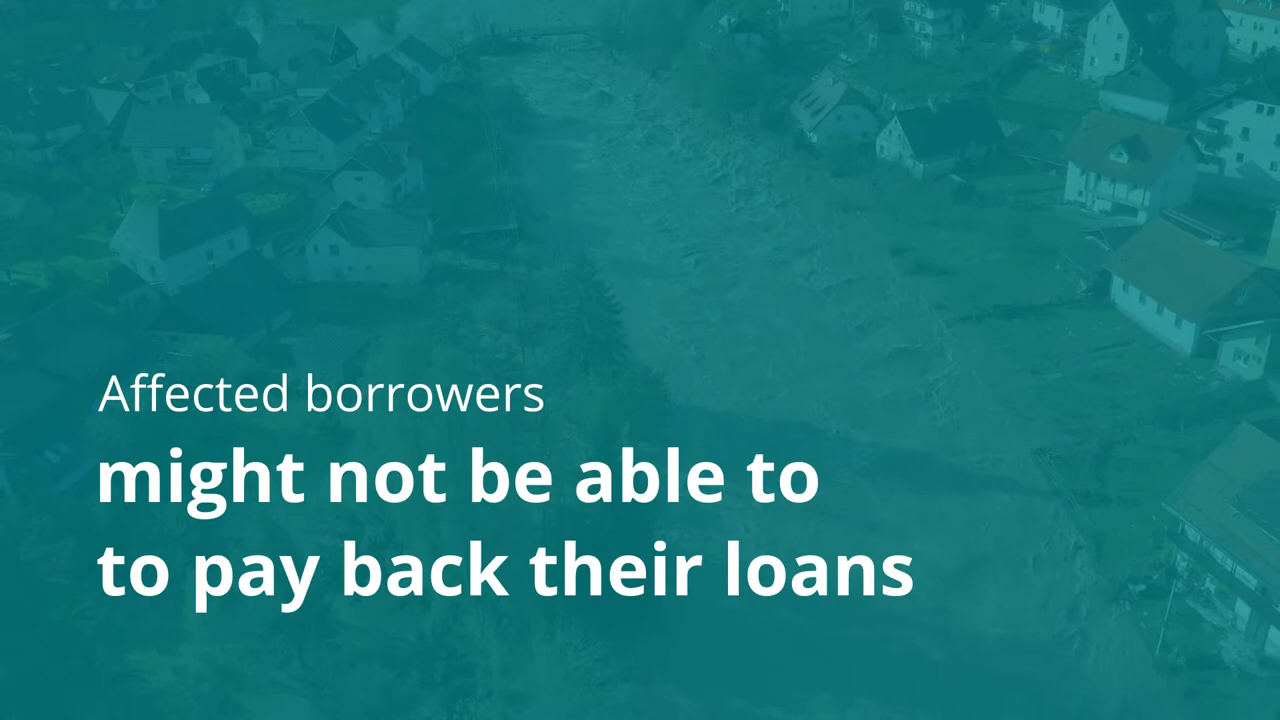 Affected borrowers
might not be able to
to pay back their loans